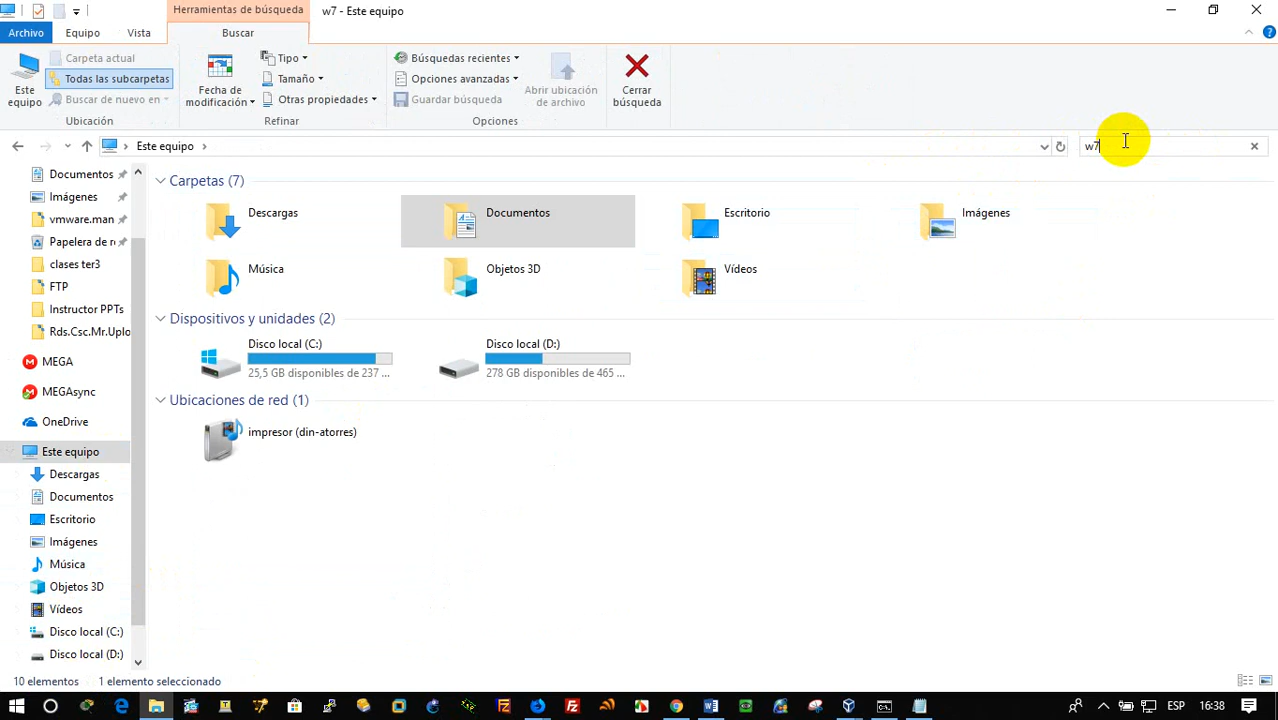 Herramientas de búsqueda
w7 - Este equipo
Archivo
Equipo
Vista
Buscar
Este equipo
Carpeta actual
Todas las subcarpetas
Buscar de nuevo en
Ubicación
Fecha de modificación
Tipo
Tamaño
Otras propiedades
Refinar
Búsquedas recientes
Opciones avanzadas
Guardar búsqueda
Abrir ubicación de archivo
Opciones
Cerrar búsqueda
Este equipo
w7
Documentos
Imágenes
vmware.man
Papelera de r
clases ter3
FTP
Instructor PPTs
Rds.Csc.Mr.Uplo
MEGA
MEGAsync
OneDrive
Este equipo
Descargas
Documentos
Escritorio
Imágenes
Música
Objetos 3D
Vídeos
Disco local (C:)
Disco local (D:)
Carpetas (7)
Descargas
Documentos
Escritorio
Imágenes
Música
Objetos 3D
Vídeos
Dispositivos y unidades (2)
Disco local (C:)
25,5 GB disponibles de 237 ...
Disco local (D:)
278 GB disponibles de 465 ...
Ubicaciones de red (1)
impresor (din-atorres)
10 elementos
1 elemento seleccionado
ESP
16:38